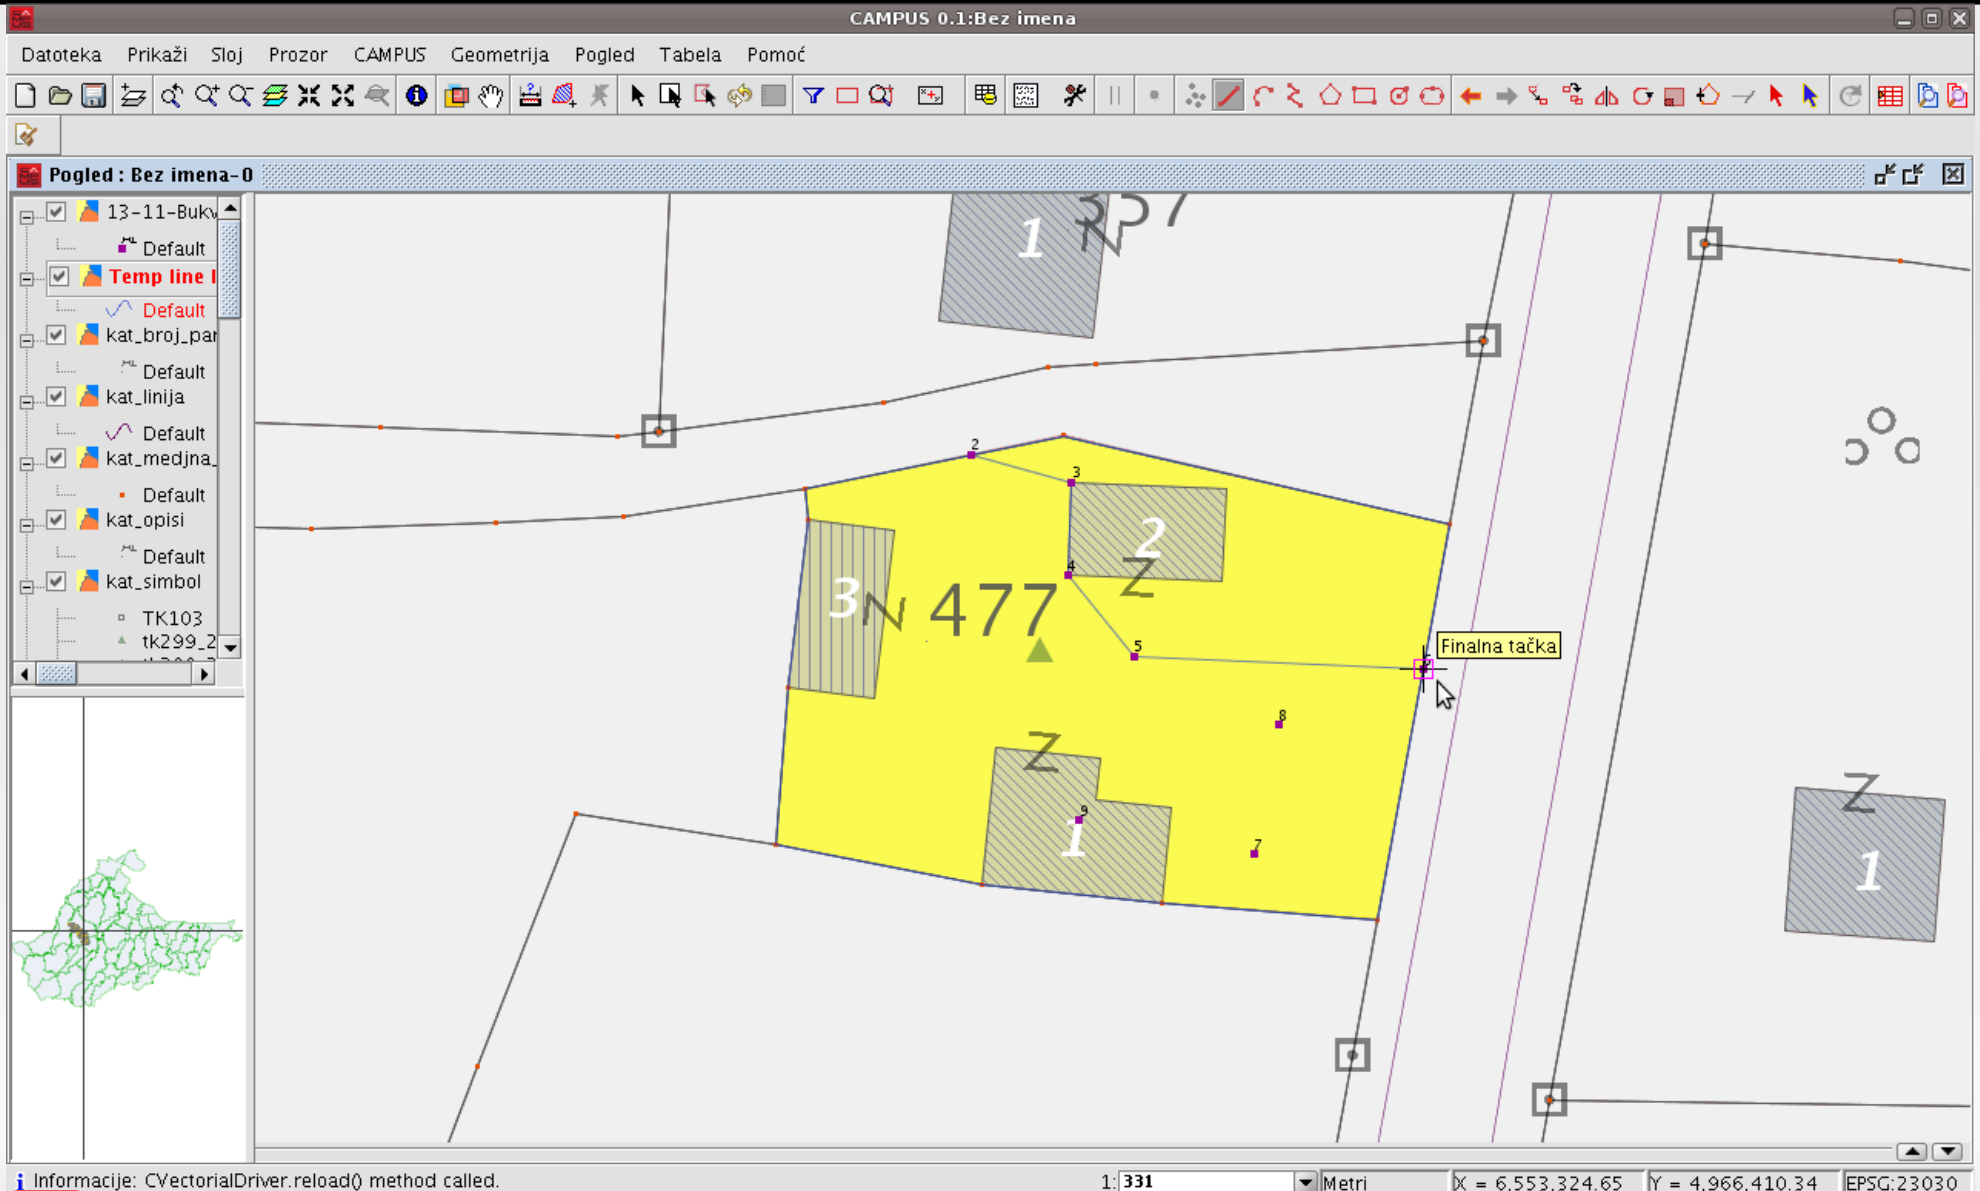 CAMPUS 0.1:Bez imena
Datoteka Prikaži Sloj Prozor CAMPUS Geometrija Pogled Tabela Pomoć
Pogled : Bez imena-0
13-11-Bukv
Default
Temp line l
Default
kat_broj_par
Default
kat_linija
Default
kat_medjna_
Default
kat_opisi
Default
kat_simbol
TK103
tk299_2
1
357
N
2
3
2
Z
4
3
N 477
5
Finalna tačka
8
Z
9
1
7
Z
1
Informacije: CVectorialDriver.reload() method called.
1: 331
Metri
X = 6,553,324.65
Y = 4,966,410.34
EPSG:23030